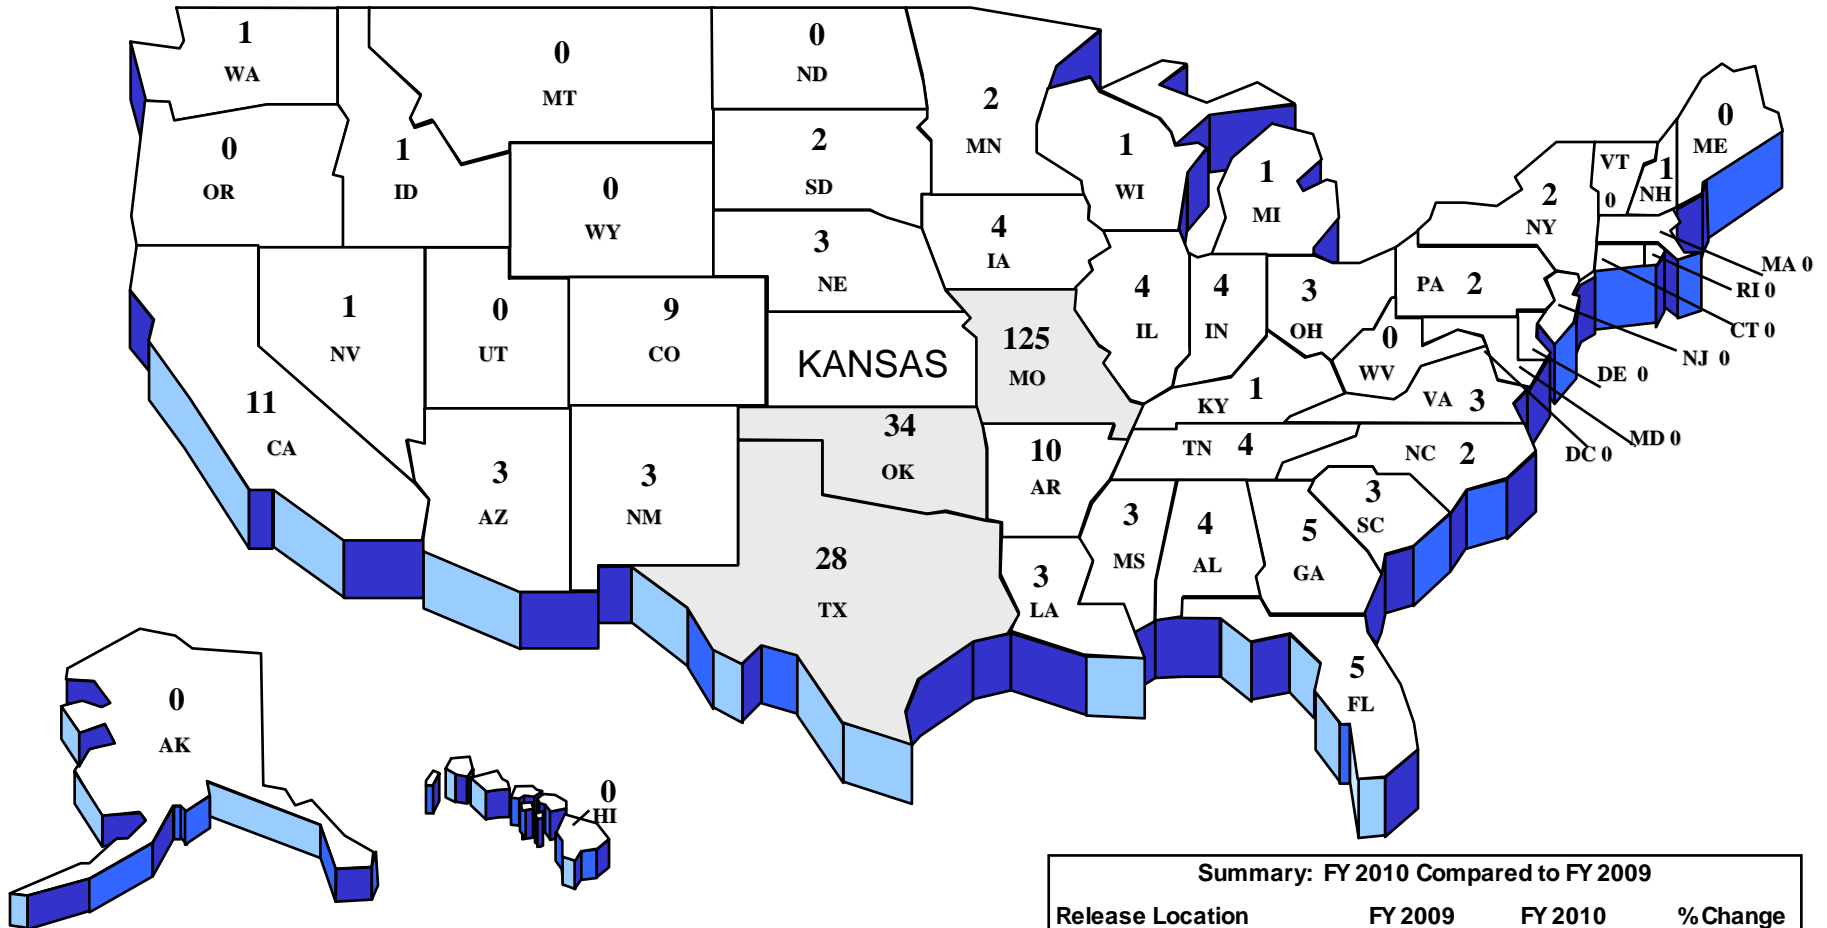 1
WA
0
MT
0
ND
2
MN
0
OR
1
ID
0
WY
2
SD
1
WI
1
MI
2
NY
VT
0
1
NH
0
ME
3
NE
4
IA
4
IL
4
IN
3
OH
PA 2
MA 0
RI 0
CT 0
NJ 0
DE 0
MD 0
DC 0
1
NV
0
UT
9
CO
KANSAS
125
MO
0
WV
KY 1
VA 3
11
CA
3
AZ
3
NM
34
OK
10
AR
TN 4
NC 2
3
SC
28
TX
3
LA
3
MS
4
AL
5
GA
5
FL
0
AK
0
HI
Summary: FY 2010 Compared to FY 2009
Release Location FY 2009 FY 2010 % Change